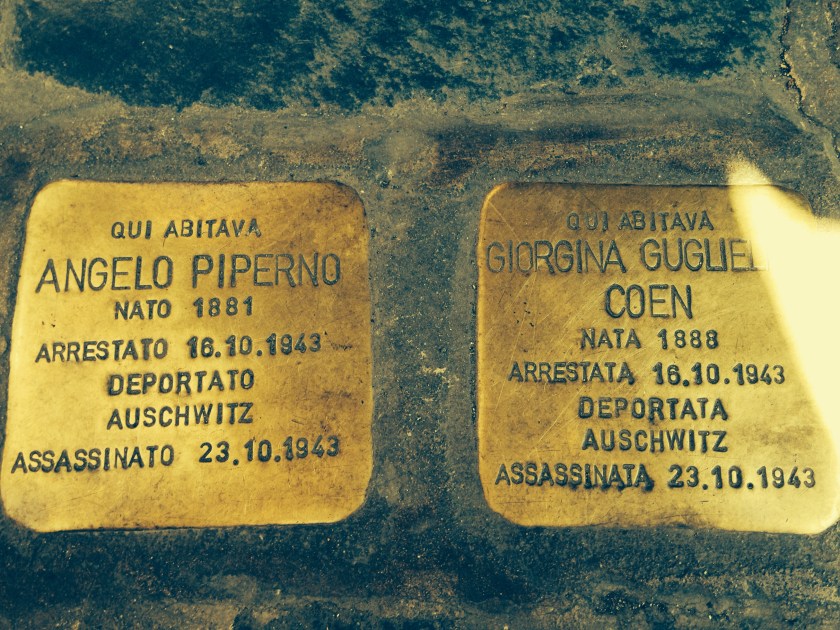 QUI ABITAVA
ANGELO PIPERNO
NATO 1881
ARRESTATO 16.10.1943
DEPORTATO
AUSCHWITZ
ASSASSINATO 23.10.1943
QUI ABITAVA
GIORGINA
COEN
NATA 1888
ARRESTATA 16.10.1943
DEPORTATA
AUSCHWITZ
ASSASSINATA 23.10.1943